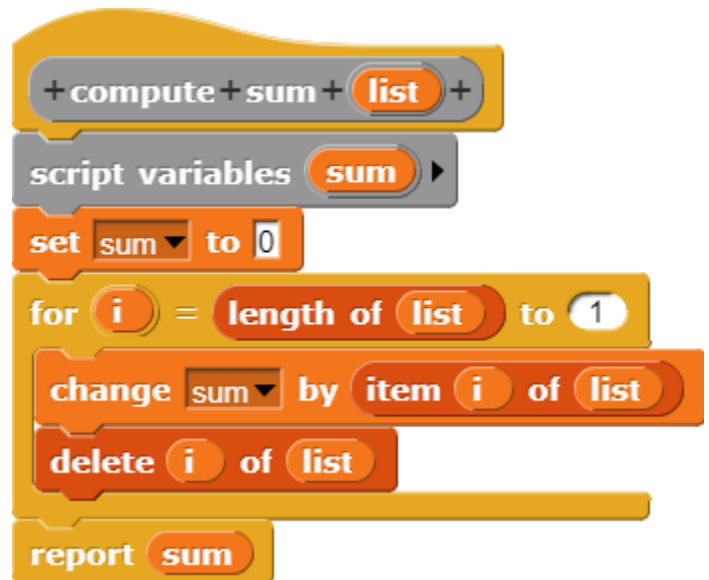 +compute+sum+list+
script variables sum
set sum to 0
for i = length of list to 1
change sum by item i of list
delete i of list
report sum